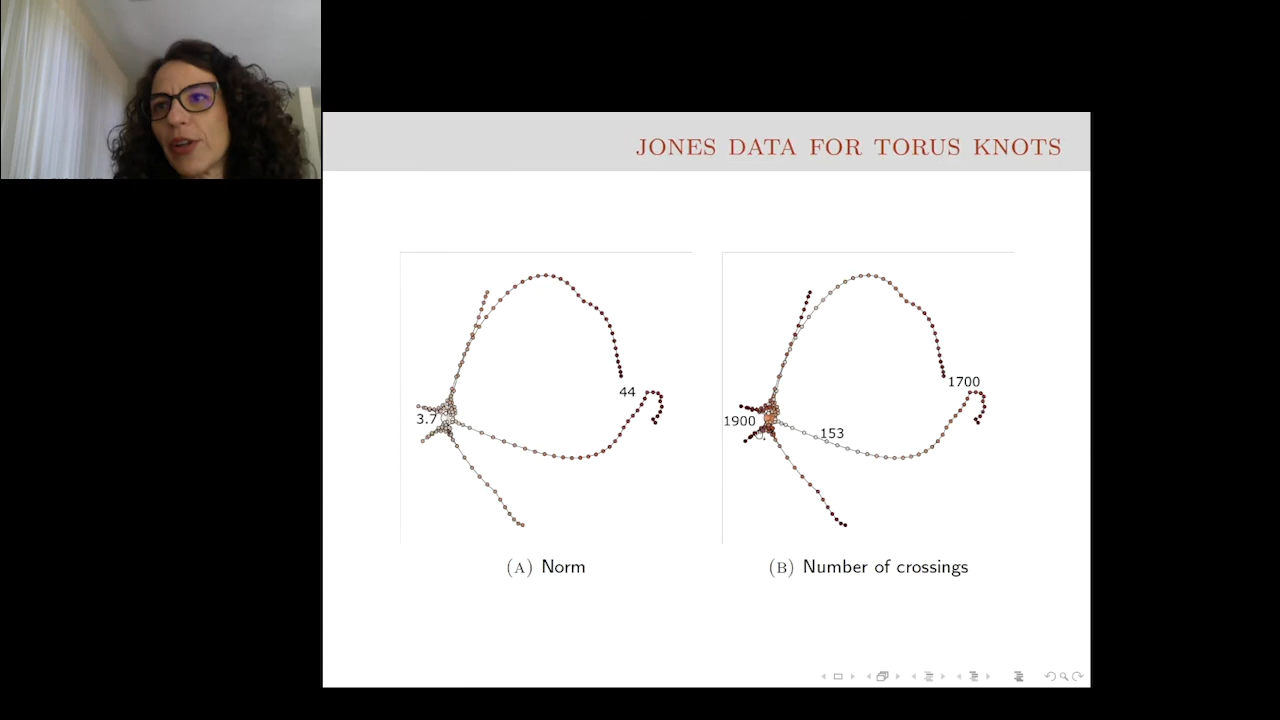 JONES DATA FOR TORUS KNOTS
44
3.7
1700
1900
153
(A) Norm
(B) Number of crossings